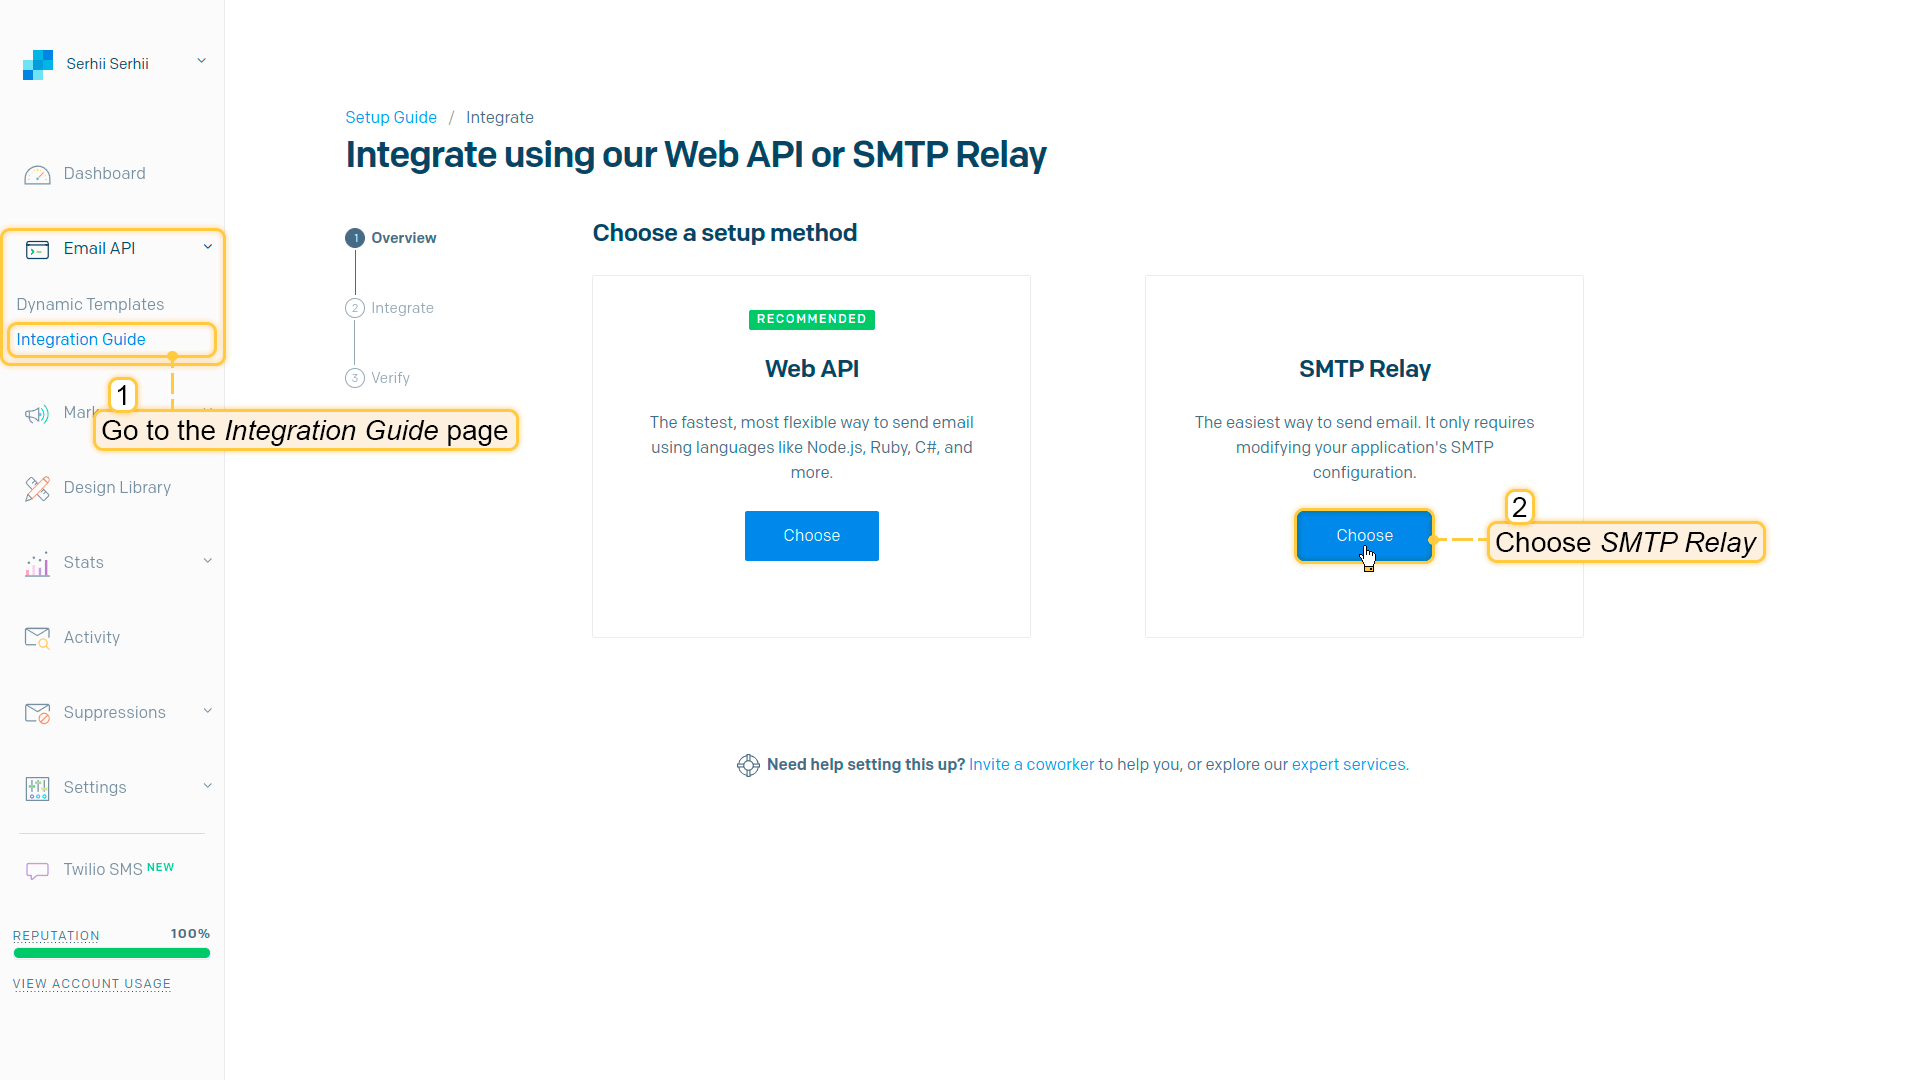 Serhii Serhii
Dashboard
Email API
Dynamic Templates
Integration Guide
1
Go to the Integration Guide page
Design Library
Stats
Activity
Suppressions
Settings
Twilio SMS NEW
REPUTATION 100%
VIEW ACCOUNT USAGE
Setup Guide / Integrate
Integrate using our Web API or SMTP Relay
1 Overview
2 Integrate
3 Verify
Choose a setup method
RECOMMENDED
Web API
The fastest, most flexible way to send email
using languages like Node.js, Ruby, C#, and
more.
Choose
SMTP Relay
The easiest way to send email. It only requires
modifying your application's SMTP
configuration.
Choose
2
Choose SMTP Relay
Need help setting this up? Invite a coworker to help you, or explore our expert services.